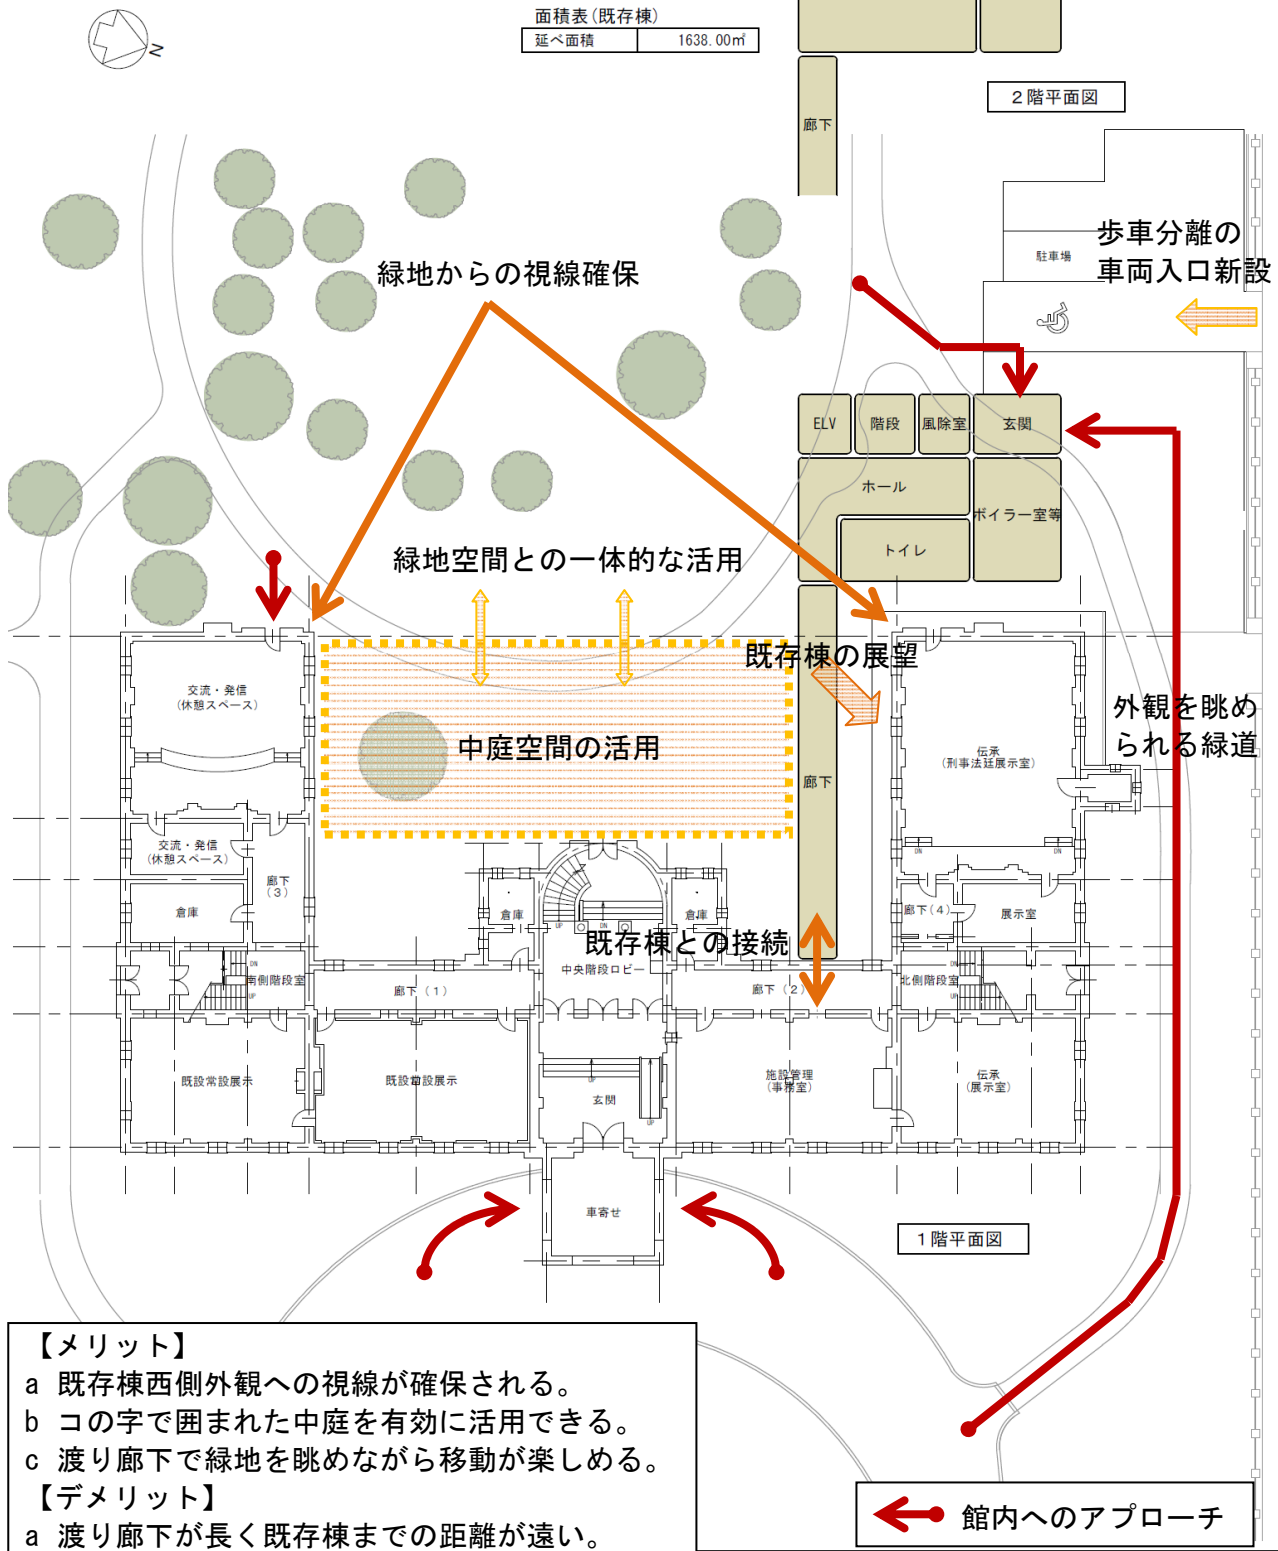 面積表(既存棟)
延べ面積 1638.00㎡
N
2階平面図
廊下
歩車分離の
車両入口新設
駐車場
緑地からの視線確保
ELV 階段 風除室 玄関
ホール
ボイラー室等
トイレ
緑地空間との一体的な活用
既存棟の展望
交流・発信
(休憩スペース)
中庭空間の活用
廊下
伝承
(刑事法廷展示室)
外観を眺め
られる緑道
交流・発信
(休憩スペース)
廊下
(3)
倉庫
DN
DN
倉庫
倉庫
廊下(4)
展示室
UP
DN
既存棟との接続
中央階段ロビー
DN
南側階段室
UP
廊下(1)
廊下(2)
DN
北側階段室
UP
既設常設展示
既設常設展示
UP
玄関
UP
施設管理
(事務室)
伝承
(展示室)
車寄せ
1階平面図
【メリット】
a 既存棟西側外観への視線が確保される。
b コの字で囲まれた中庭を有効に活用できる。
c 渡り廊下で緑地を眺めながら移動が楽しめる。
【デメリット】
a 渡り廊下が長く既存棟までの距離が遠い。
館内へのアプローチ